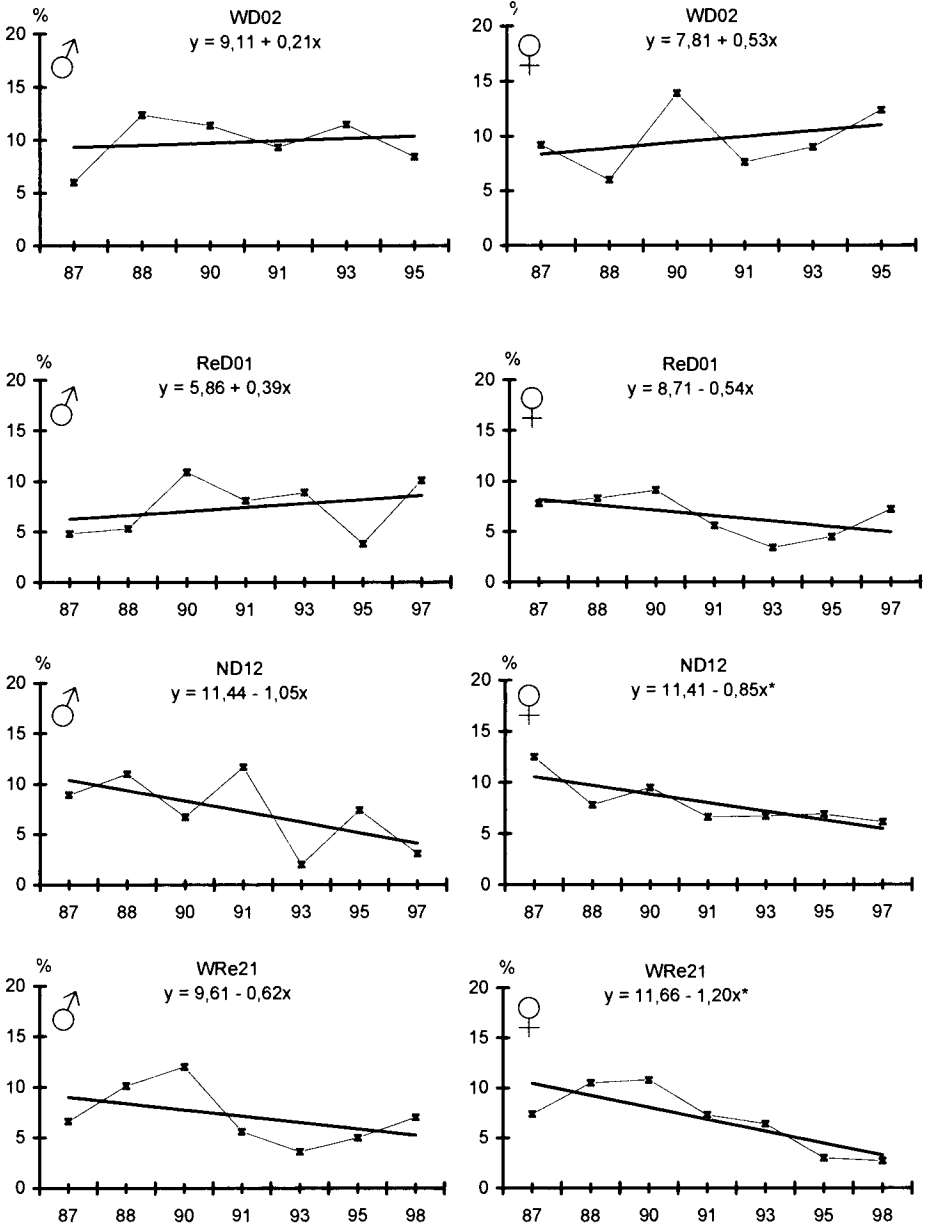 %
WD02
y = 9,11 + 0,21x
♂
20
15
10
5
0
87 88 90 91 93 95
%
WD02
y = 7,81 + 0,53x
♀
20
15
10
5
0
87 88 90 91 93 95
%
ReD01
y = 5,86 + 0,39x
♂
20
15
10
5
0
87 88 90 91 93 95 97
%
ReD01
y = 8,71 - 0,54x
♀
20
15
10
5
0
87 88 90 91 93 95 97
%
ND12
y = 11,44 - 1,05x
♂
20
15
10
5
0
87 88 90 91 93 95 97
%
ND12
y = 11,41 - 0,85x*
♀
20
15
10
5
0
87 88 90 91 93 95 97
%
WRe21
y = 9,61 - 0,62x
♂
20
15
10
5
0
87 88 90 91 93 95 98
%
WRe21
y = 11,66 - 1,20x*
♀
20
15
10
5
0
87 88 90 91 93 95 98